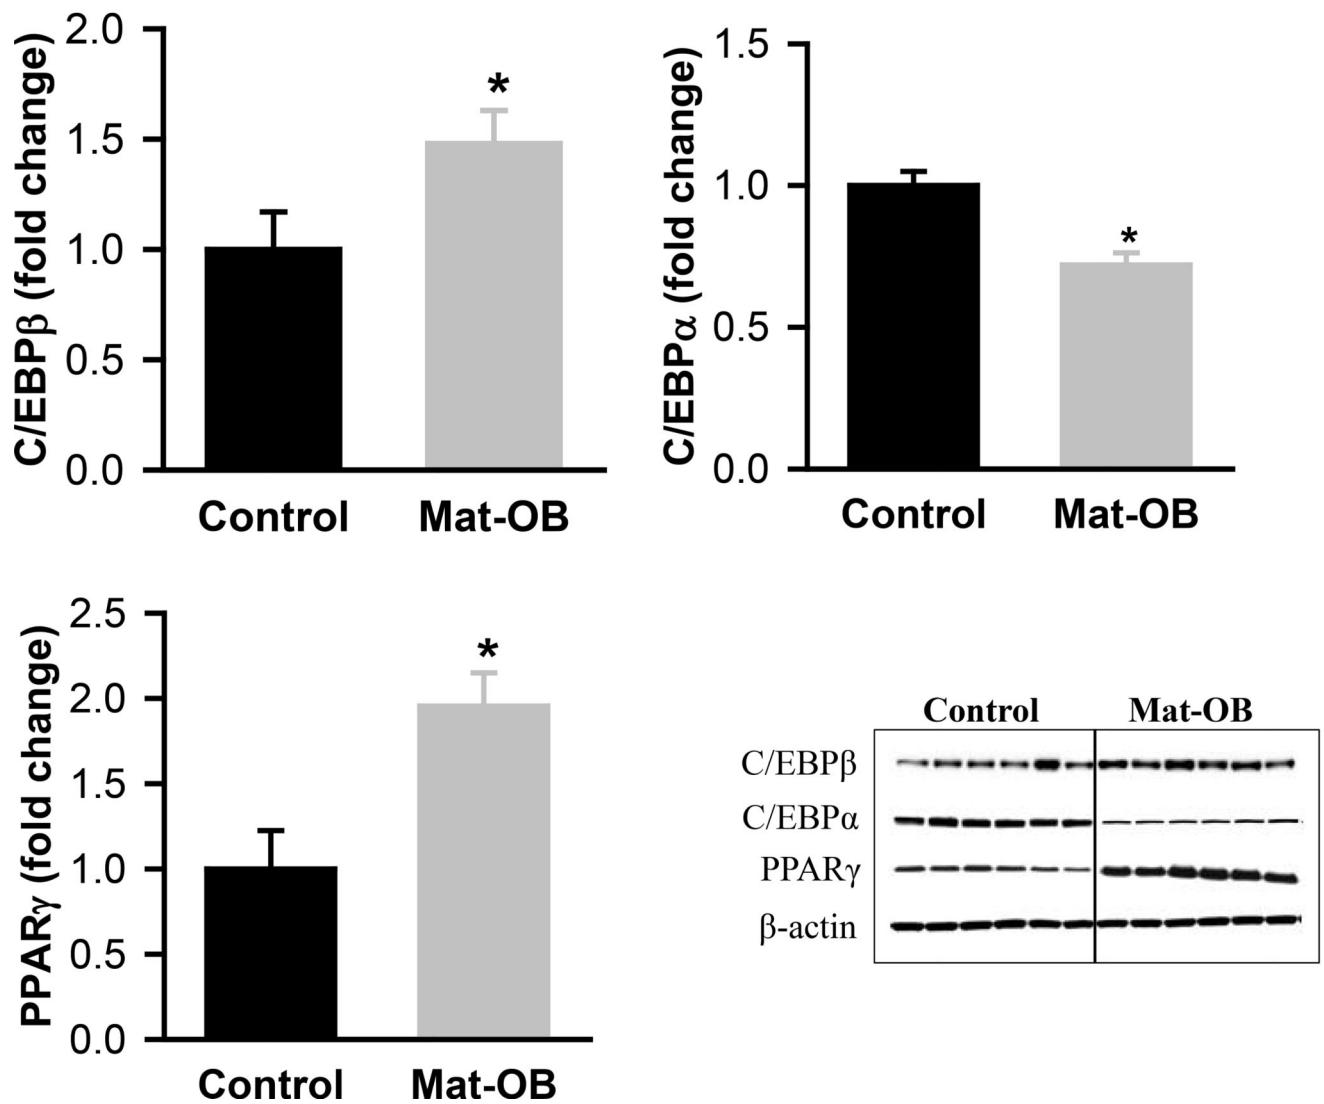 C/EBPβ (fold change)
2.0
1.5
1.0
0.5
0.0
*
Control Mat-OB
C/EBPα (fold change)
1.5
1.0
0.5
0.0
*
Control Mat-OB
PPARγ (fold change)
2.5
2.0
1.5
1.0
0.5
0.0
*
Control Mat-OB
Control Mat-OB
C/EBPβ
C/EBPα
PPARγ
β-actin